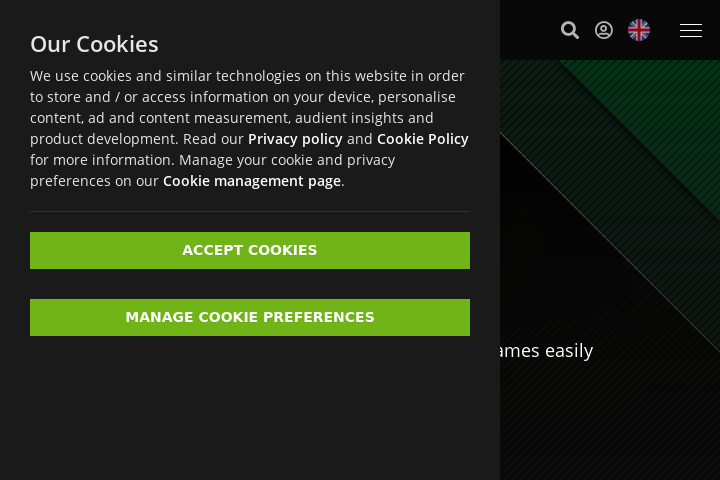 Our Cookies
We use cookies and similar technologies on this website in order
to store and / or access information on your device, personalise
content, ad and content measurement, audient insights and
product development. Read our Privacy policy and Cookie Policy
for more information. Manage your cookie and privacy
preferences on our Cookie management page.
ACCEPT COOKIES
MANAGE COOKIE PREFERENCES
easily